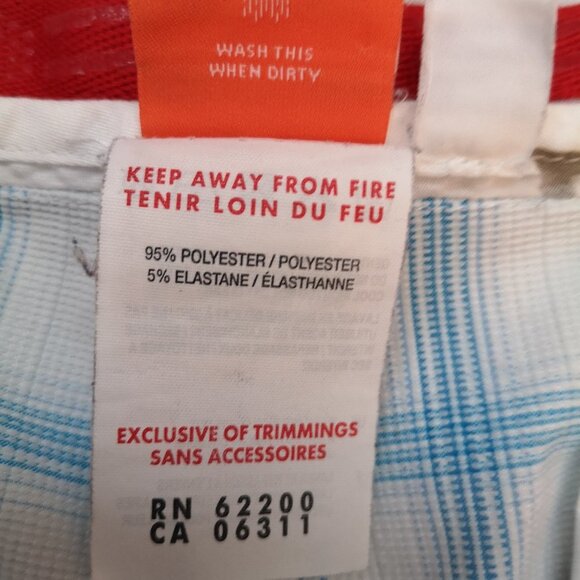 WASH THIS
WHEN DIRTY
KEEP AWAY FROM FIRE
TENIR LOIN DU FEU
95% POLYESTER / POLYESTER
5% ELASTANE / ÉLASTHANNE
EXCLUSIVE OF TRIMMINGS
SANS ACCESSOIRES
RN 62200
CA 06311